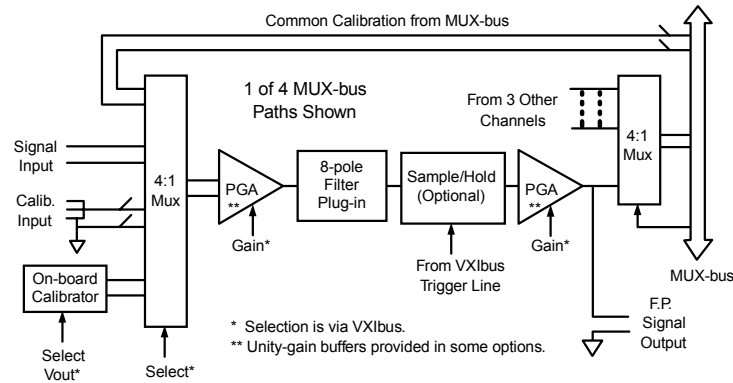 Common Calibration from MUX-bus
1 of 4 MUX-bus
Paths Shown
From 3 Other
Channels
4:1
Mux
Signal
Input
4:1
Mux
PGA
**
8-pole
Filter
Plug-in
Sample/Hold
(Optional)
PGA
**
Calib.
Input
Gain*
Gain*
From VXIbus
Trigger Line
MUX-bus
On-board
Calibrator
F.P.
Signal
Output
* Selection is via VXIbus.
** Unity-gain buffers provided in some options.
Select
Vout*
Select*